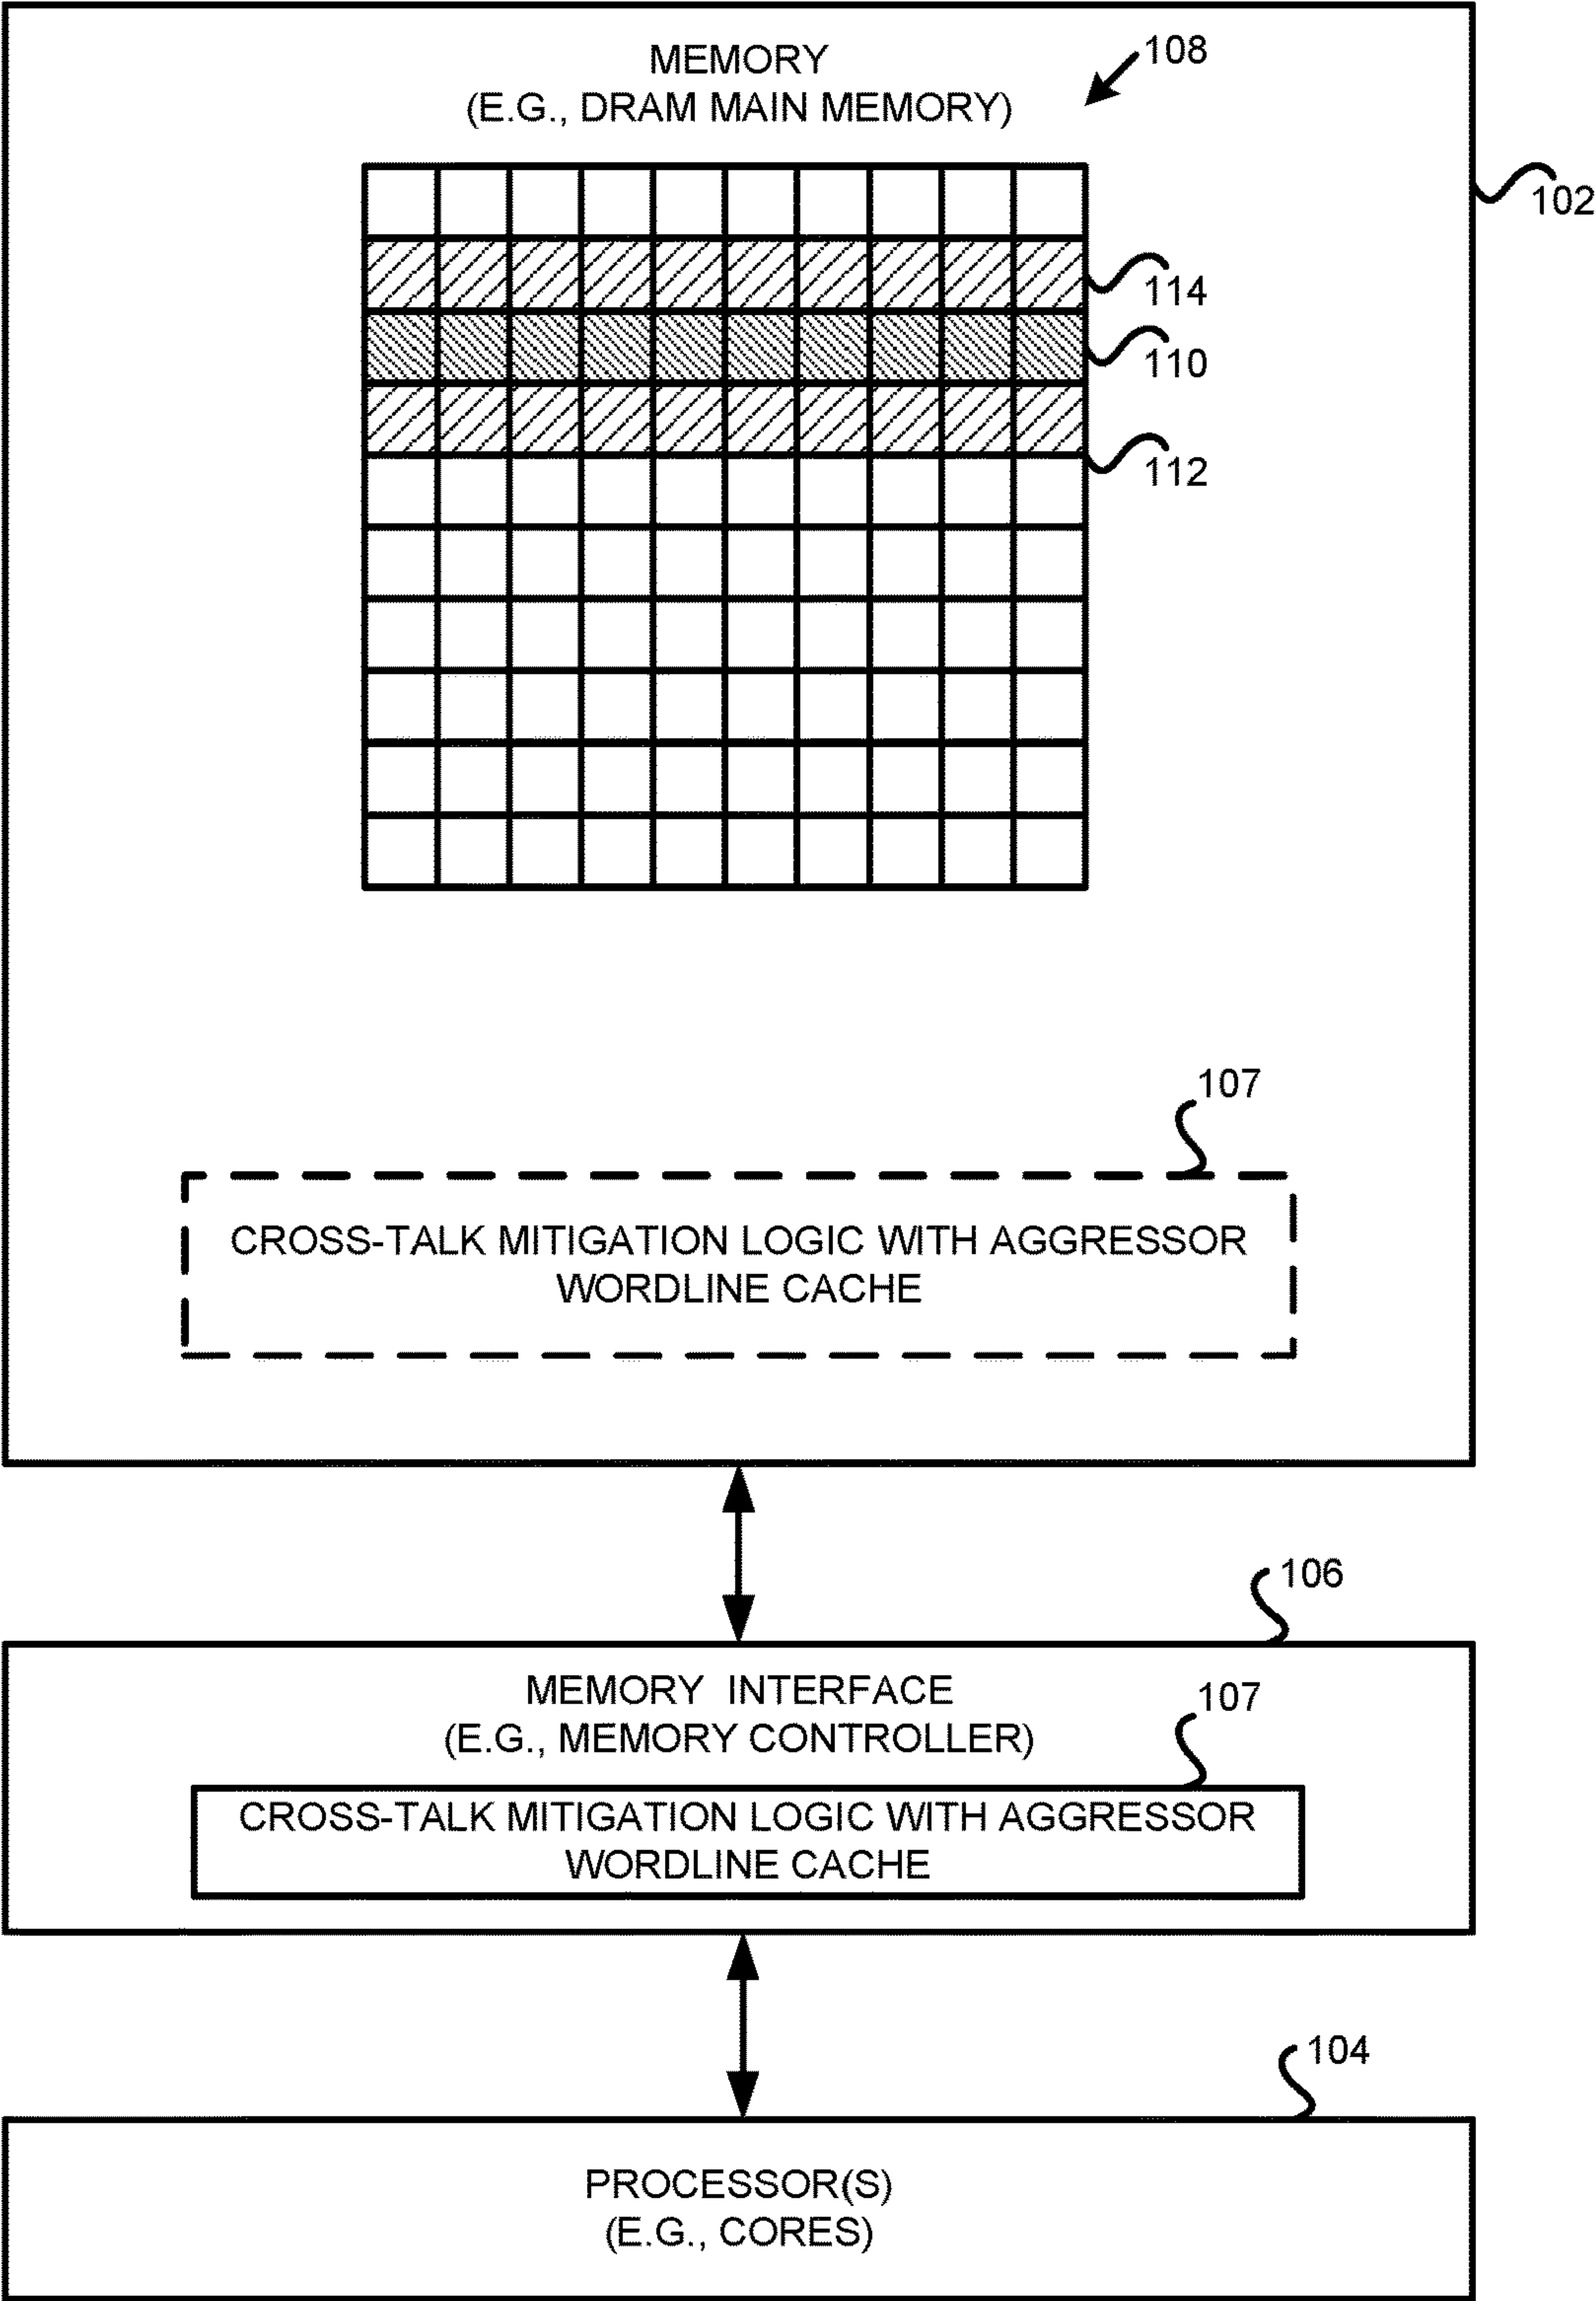 MEMORY
(E.G., DRAM MAIN MEMORY)
108
102
114
110
112
107
CROSS-TALK MITIGATION LOGIC WITH AGGRESSOR
WORDLINE CACHE
106
MEMORY INTERFACE
(E.G., MEMORY CONTROLLER)
107
CROSS-TALK MITIGATION LOGIC WITH AGGRESSOR
WORDLINE CACHE
104
PROCESSOR(S)
(E.G., CORES)